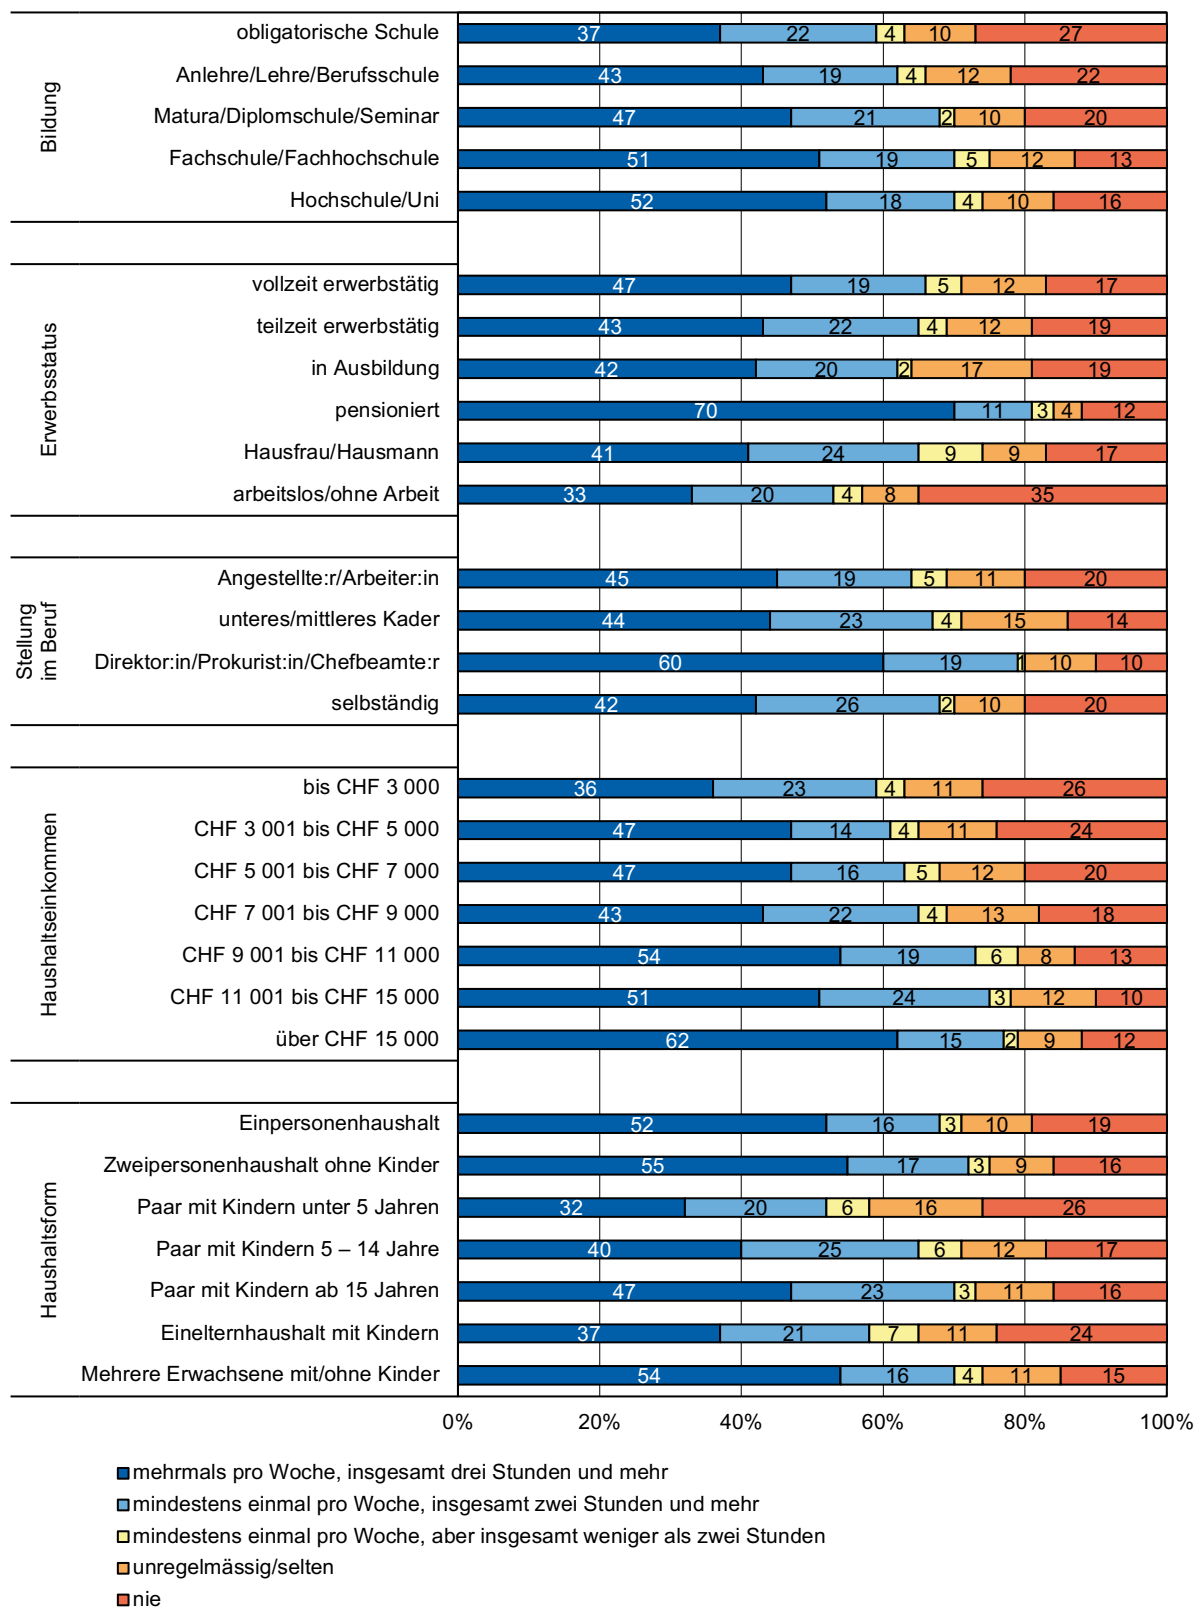 Bildung
obligatorische Schule 37 22 4 10 27
Anlehre/Lehre/Berufsschule 43 19 4 12 22
Matura/Diplomschule/Seminar 47 21 2 10 20
Fachschule/Fachhochschule 51 19 5 12 13
Hochschule/Uni 52 18 4 10 16
Erwerbsstatus
vollzeit erwerbstätig 47 19 5 12 17
teilzeit erwerbstätig 43 22 4 12 19
in Ausbildung 42 20 2 17 19
pensioniert 70 11 3 4 12
Hausfrau/Hausmann 41 24 9 9 17
arbeitslos/ohne Arbeit 33 20 4 8 35
Stellung
im Beruf
Angestellte:r/Arbeiter:in 45 19 5 11 20
unteres/mittleres Kader 44 23 4 15 14
Direktor:in/Prokurist:in/Chefbeamte:r 60 19 1 10 10
selbständig 42 26 2 10 20
Haushaltseinkommen
bis CHF 3 000 36 23 4 11 26
CHF 3 001 bis CHF 5 000 47 14 4 11 24
CHF 5 001 bis CHF 7 000 47 16 5 12 20
CHF 7 001 bis CHF 9 000 43 22 4 13 18
CHF 9 001 bis CHF 11 000 54 19 6 8 13
CHF 11 001 bis CHF 15 000 51 24 3 12 10
über CHF 15 000 62 15 2 9 12
Haushaltsform
Einpersonenhaushalt 52 16 3 10 19
Zweipersonenhaushalt ohne Kinder 55 17 3 9 16
Paar mit Kindern unter 5 Jahren 32 20 6 16 26
Paar mit Kindern 5 – 14 Jahre 40 25 6 12 17
Paar mit Kindern ab 15 Jahren 47 23 3 11 16
Einelternhaushalt mit Kindern 37 21 7 11 24
Mehrere Erwachsene mit/ohne Kinder 54 16 4 11 15
0% 20% 40% 60% 80% 100%
mehrmals pro Woche, insgesamt drei Stunden und mehr
mindestens einmal pro Woche, insgesamt zwei Stunden und mehr
mindestens einmal pro Woche, aber insgesamt weniger als zwei Stunden
unregelmässig/selten
nie